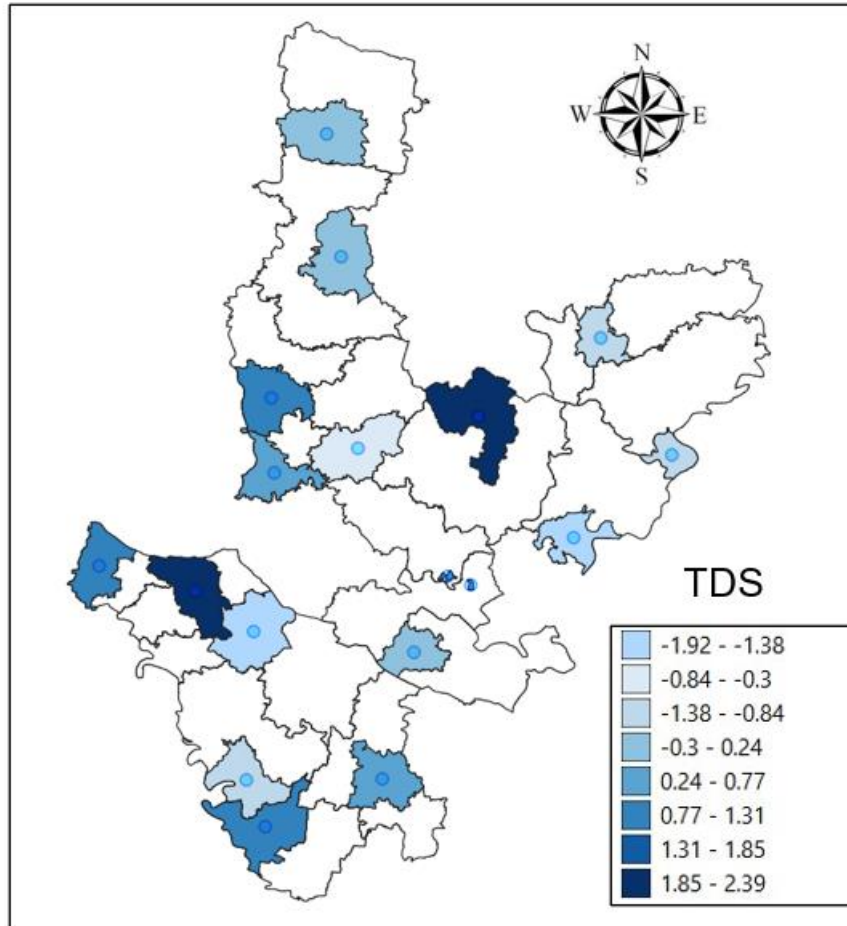 N
W E
S
TDS
-1.92 - -1.38
-0.84 - -0.3
-1.38 - -0.84
-0.3 - 0.24
0.24 - 0.77
0.77 - 1.31
1.31 - 1.85
1.85 - 2.39